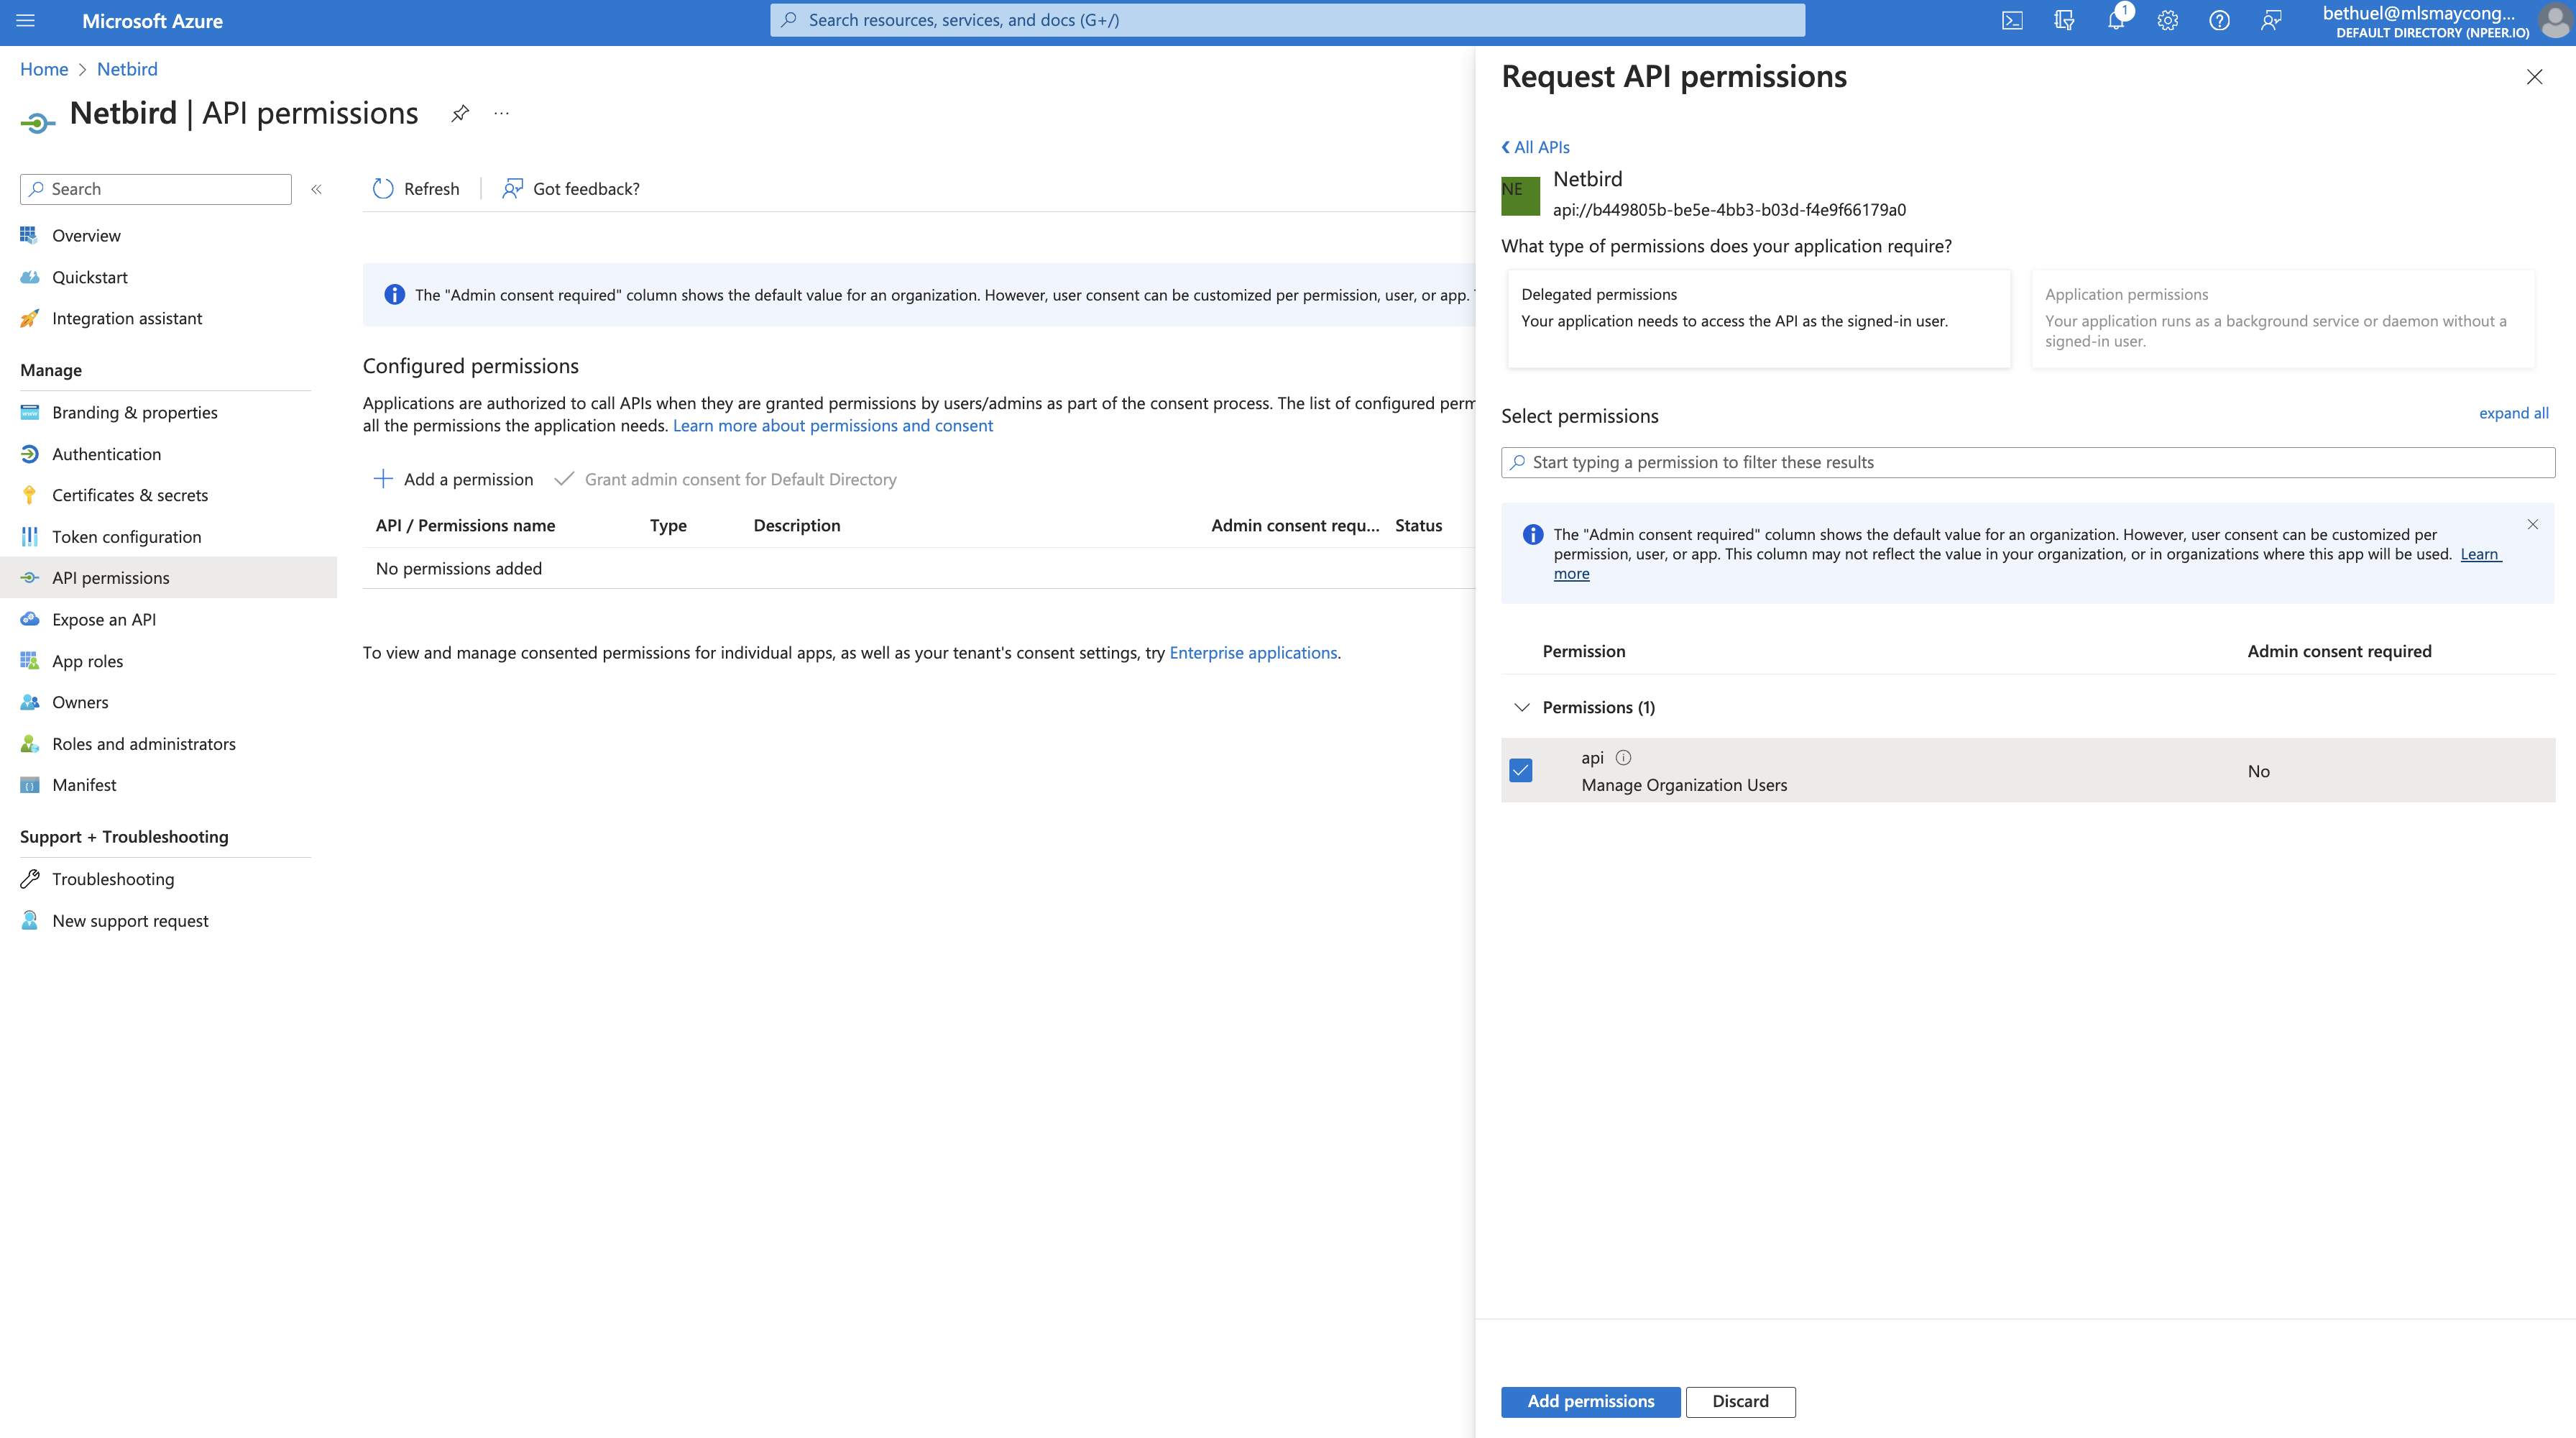 Microsoft Azure
Search resources, services, and docs (G+/)
1
bethuel@mlsmaycong...
DEFAULT DIRECTORY (NPEER.IO)
Home > Netbird
Netbird | API permissions
...
Search
Overview
Quickstart
Integration assistant
Manage
Branding & properties
Authentication
Certificates & secrets
Token configuration
API permissions
Expose an API
App roles
Owners
Roles and administrators
Manifest
Support + Troubleshooting
Troubleshooting
New support request
Refresh
Got feedback?
The "Admin consent required" column shows the default value for an organization. However, user consent can be customized per permission, user, or app.
Configured permissions
Applications are authorized to call APIs when they are granted permissions by users/admins as part of the consent process. The list of configured perm
all the permissions the application needs. Learn more about permissions and consent
Add a permission
Grant admin consent for Default Directory
API / Permissions name Type Description Admin consent requ... Status
No permissions added
To view and manage consented permissions for individual apps, as well as your tenant's consent settings, try Enterprise applications.
Request API permissions
All APIs
NE
Netbird
api://b449805b-be5e-4bb3-b03d-f4e9f66179a0
What type of permissions does your application require?
Delegated permissions
Your application needs to access the API as the signed-in user.
Application permissions
Your application runs as a background service or daemon without a
signed-in user.
Select permissions
expand all
Start typing a permission to filter these results
The "Admin consent required" column shows the default value for an organization. However, user consent can be customized per
permission, user, or app. This column may not reflect the value in your organization, or in organizations where this app will be used. Learn
more
Permission Admin consent required
Permissions (1)
api
Manage Organization Users
No
Add permissions
Discard